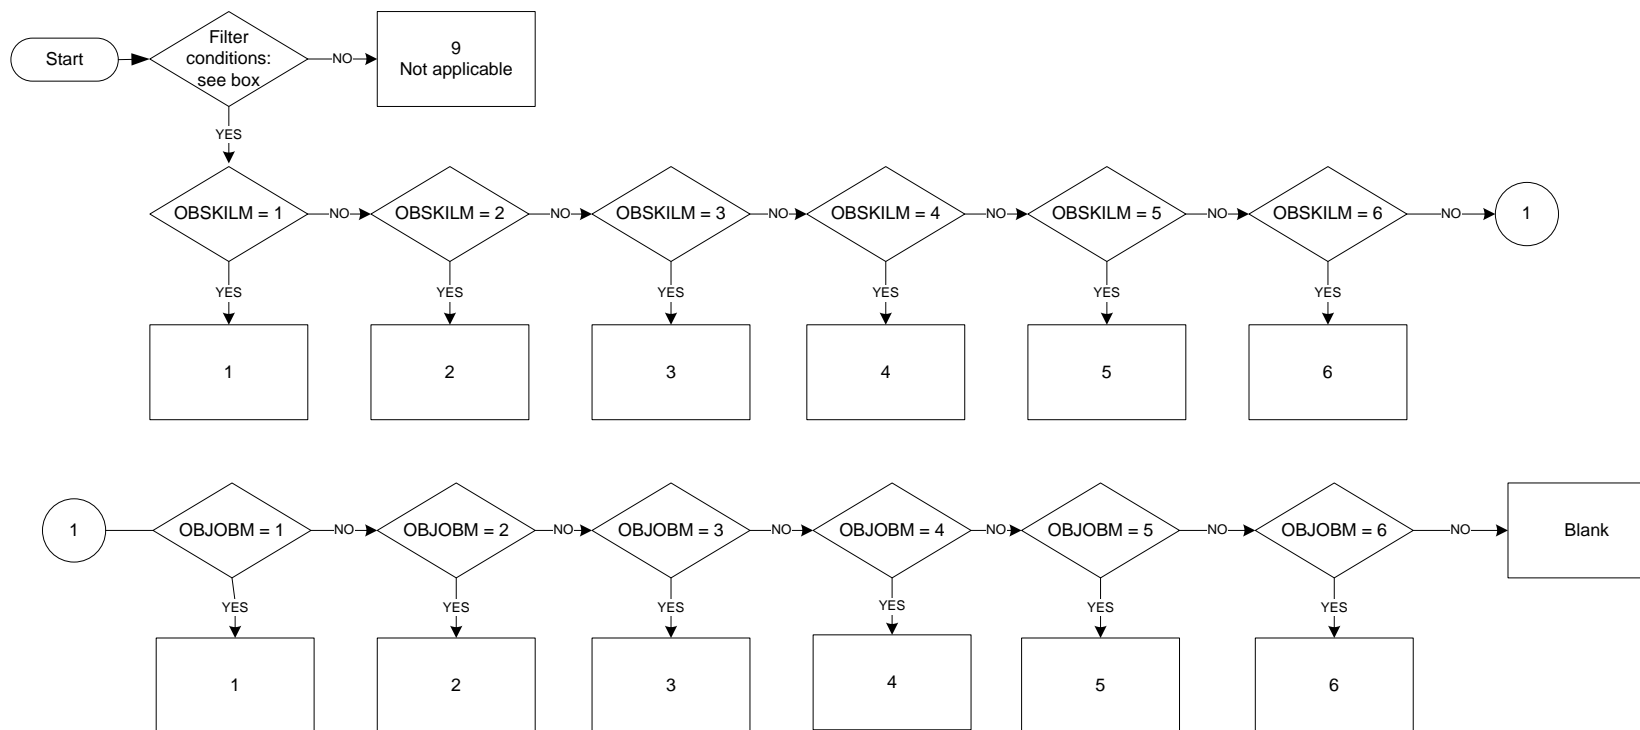 Start
Filter
conditions:
see box
NO
9
Not applicable
YES
OBSKILM = 1
NO
OBSKILM = 2
NO
OBSKILM = 3
NO
OBSKILM = 4
NO
OBSKILM = 5
NO
OBSKILM = 6
NO
1
YES
YES
YES
YES
YES
YES
1
2
3
4
5
6
1
OBJOBM = 1
NO
OBJOBM = 2
NO
OBJOBM = 3
NO
OBJOBM = 4
NO
OBJOBM = 5
NO
OBJOBM = 6
NO
Blank
YES
YES
YES
YES
YES
YES
1
2
3
4
5
6